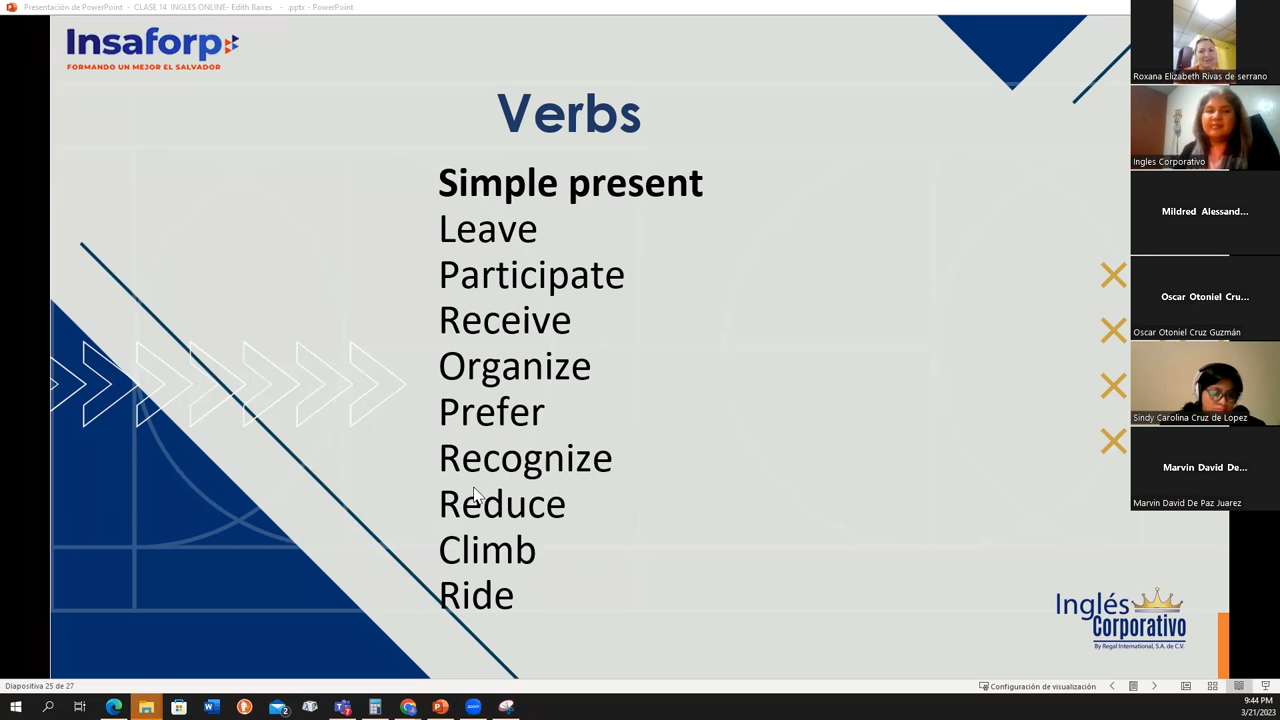 Presentación de PowerPoint - CLASE 14 INGLES ONLINE- Edith Baires - .pptx - PowerPoint
Insaforp
FORMANDO UN MEJOR EL SALVADOR
Verbs
Simple present
Leave
Participate
Receive
Organize
Prefer
Recognize
Reduce
Climb
Ride
Inglés
Corporativo
By Regal International, S.A. de C.V.
Roxana Elizabeth Rivas de serrano
Ingles Corporativo
Mildred Alessand...
Oscar Otoniel Cru...
Oscar Otoniel Cruz Guzmán
Sindy Carolina Cruz de Lopez
Marvin David De...
Marvin David De Paz Juarez
Diapositiva 25 de 27
Configuración de visualización
9:44 PM
3/21/2023